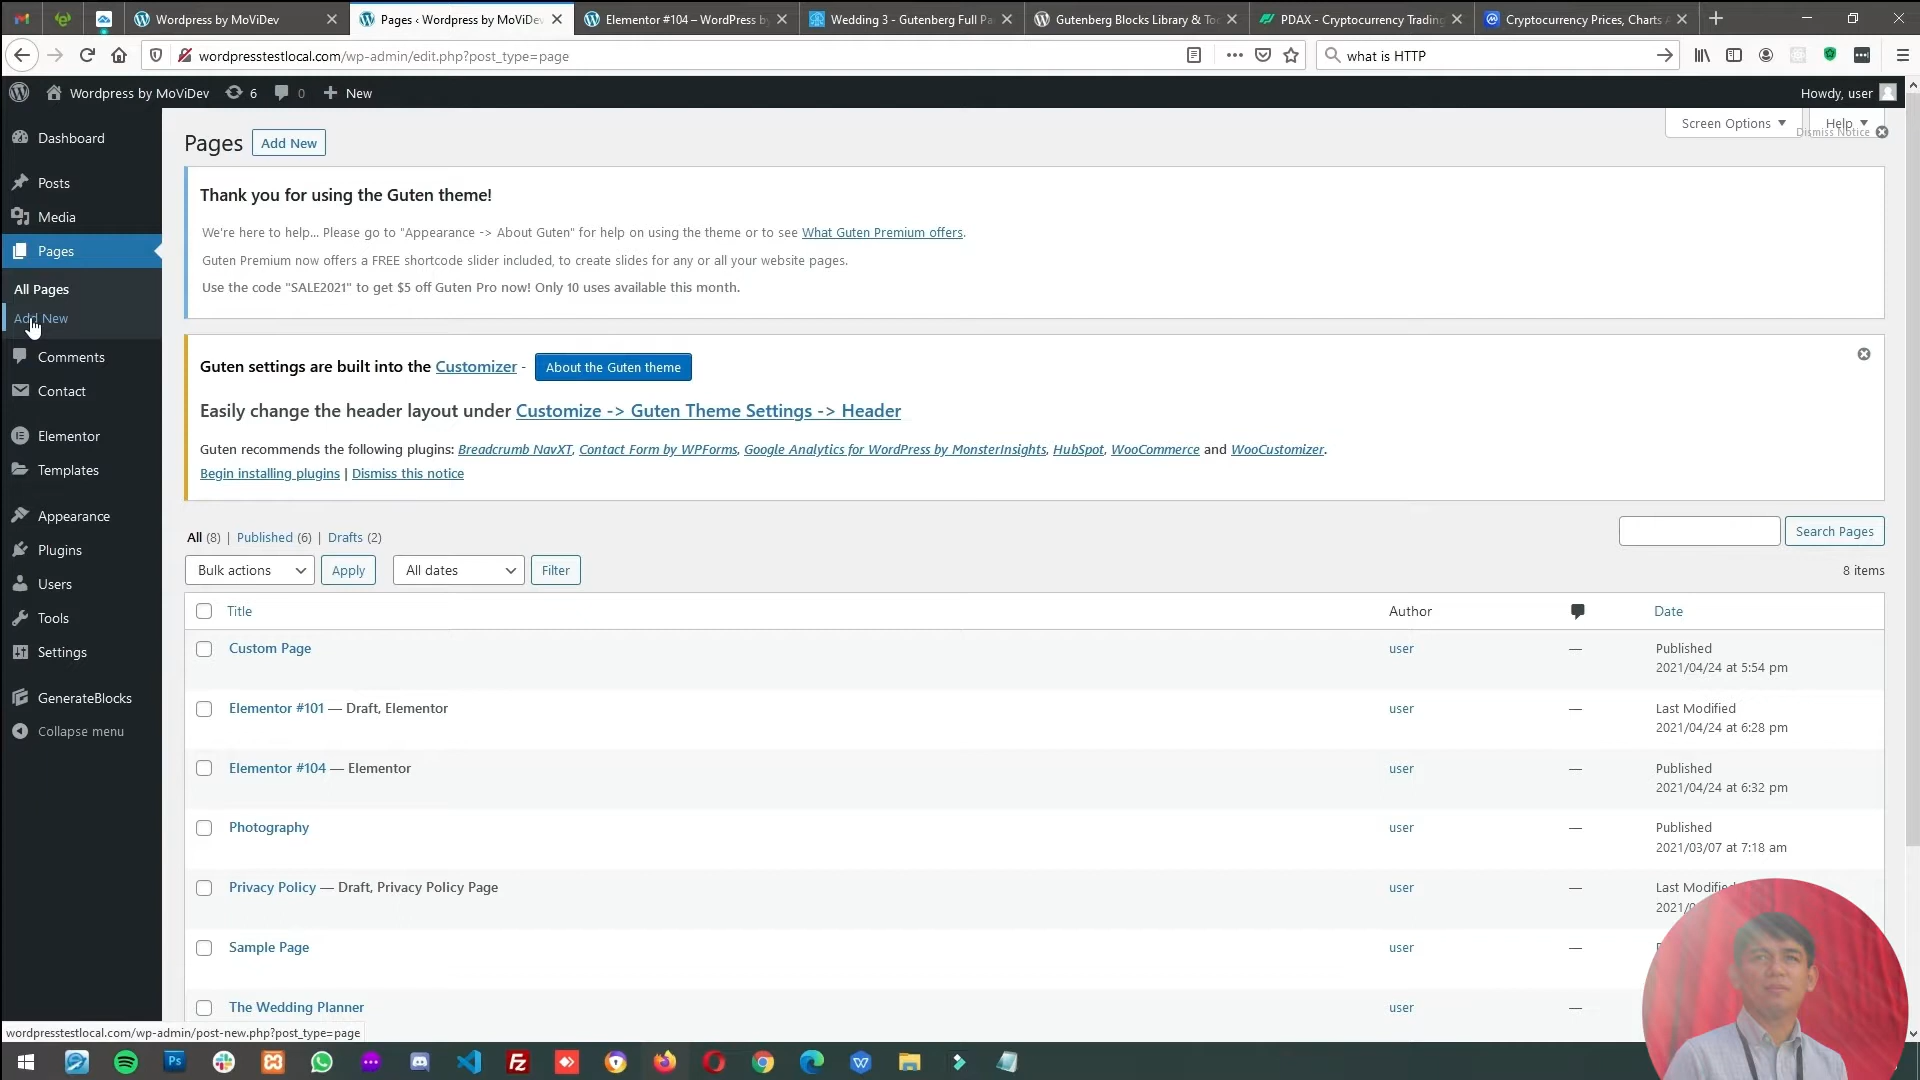 Wordpress by MoViDev
Pages ‹ Wordpress by MoViDev
Elementor #104 – WordPress by
Wedding 3 - Gutenberg Full Pa
Gutenberg Blocks Library & To
PDAX - Cryptocurrency Trading
Cryptocurrency Prices, Charts
wordpresstestlocal.com/wp-admin/edit.php?post_type=page
what is HTTP
Wordpress by MoViDev
6
0
New
Howdy, user
Dashboard
Posts
Media
Pages
All Pages
Add New
Comments
Contact
Elementor
Templates
Appearance
Plugins
Users
Tools
Settings
GenerateBlocks
Collapse menu
Screen Options
Help
Dismiss Notice
Pages
Add New
Thank you for using the Guten theme!
We're here to help... Please go to "Appearance -> About Guten" for help on using the theme or to see What Guten Premium offers.
Guten Premium now offers a FREE shortcode slider included, to create slides for any or all your website pages.
Use the code "SALE2021" to get $5 off Guten Pro now! Only 10 uses available this month.
Guten settings are built into the Customizer - About the Guten theme
Easily change the header layout under Customize -> Guten Theme Settings -> Header
Guten recommends the following plugins: Breadcrumb NavXT, Contact Form by WPForms, Google Analytics for WordPress by MonsterInsights, HubSpot, WooCommerce and WooCustomizer.
Begin installing plugins | Dismiss this notice
All (8) | Published (6) | Drafts (2)
Search Pages
Bulk actions
Apply
All dates
Filter
8 items
Title
Author
Date
Custom Page
user
—
Published
2021/04/24 at 5:54 pm
Elementor #101 — Draft, Elementor
user
—
Last Modified
2021/04/24 at 6:28 pm
Elementor #104 — Elementor
user
—
Published
2021/04/24 at 6:32 pm
Photography
user
—
Published
2021/03/07 at 7:18 am
Privacy Policy — Draft, Privacy Policy Page
user
—
Last Modified
Sample Page
user
—
The Wedding Planner
user
—
wordpresstestlocal.com/wp-admin/post-new.php?post_type=page